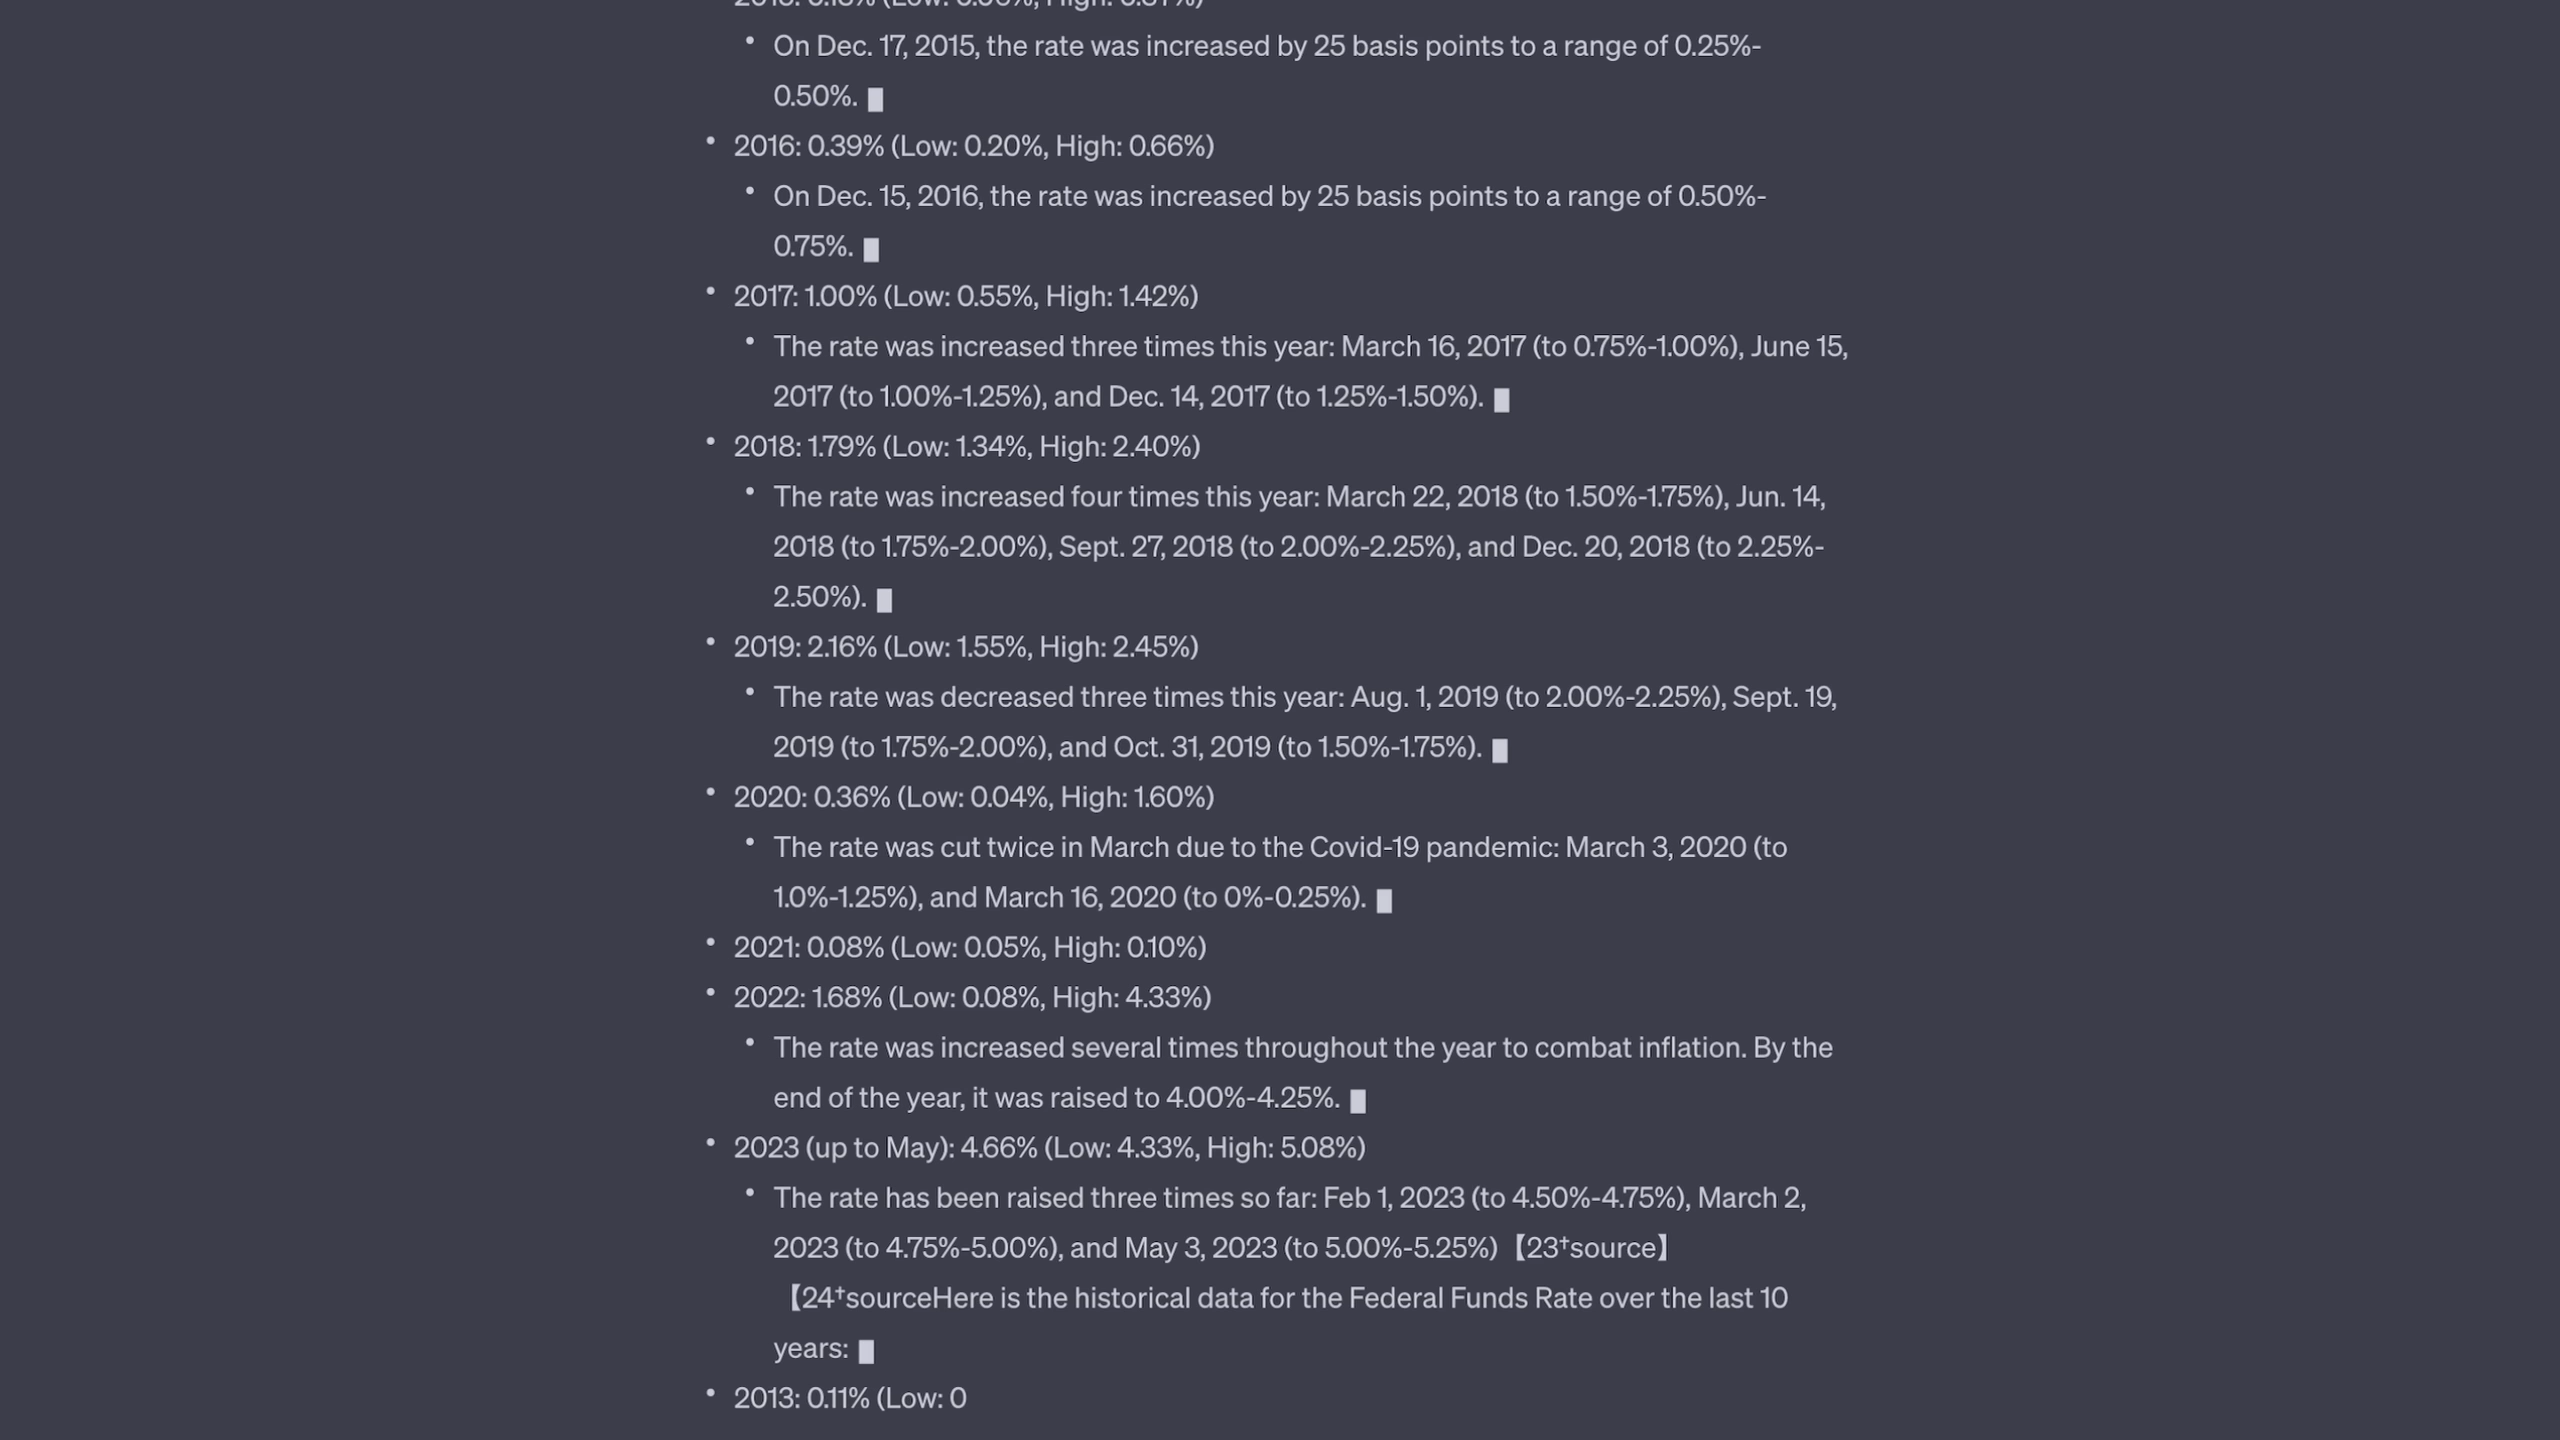 2015: 0.13% (Low: 0.06%, High: 0.37%)
• On Dec. 17, 2015, the rate was increased by 25 basis points to a range of 0.25%-
0.50%.
• 2016: 0.39% (Low: 0.20%, High: 0.66%)
• On Dec. 15, 2016, the rate was increased by 25 basis points to a range of 0.50%-
0.75%.
• 2017: 1.00% (Low: 0.55%, High: 1.42%)
• The rate was increased three times this year: March 16, 2017 (to 0.75%-1.00%), June 15,
2017 (to 1.00%-1.25%), and Dec. 14, 2017 (to 1.25%-1.50%).
• 2018: 1.79% (Low: 1.34%, High: 2.40%)
• The rate was increased four times this year: March 22, 2018 (to 1.50%-1.75%), Jun. 14,
2018 (to 1.75%-2.00%), Sept. 27, 2018 (to 2.00%-2.25%), and Dec. 20, 2018 (to 2.25%-
2.50%).
• 2019: 2.16% (Low: 1.55%, High: 2.45%)
• The rate was decreased three times this year: Aug. 1, 2019 (to 2.00%-2.25%), Sept. 19,
2019 (to 1.75%-2.00%), and Oct. 31, 2019 (to 1.50%-1.75%).
• 2020: 0.36% (Low: 0.04%, High: 1.60%)
• The rate was cut twice in March due to the Covid-19 pandemic: March 3, 2020 (to
1.0%-1.25%), and March 16, 2020 (to 0%-0.25%).
• 2021: 0.08% (Low: 0.05%, High: 0.10%)
• 2022: 1.68% (Low: 0.08%, High: 4.33%)
• The rate was increased several times throughout the year to combat inflation. By the
end of the year, it was raised to 4.00%-4.25%.
• 2023 (up to May): 4.66% (Low: 4.33%, High: 5.08%)
• The rate has been raised three times so far: Feb 1, 2023 (to 4.50%-4.75%), March 2,
2023 (to 4.75%-5.00%), and May 3, 2023 (to 5.00%-5.25%)【23†source】
【24†sourceHere is the historical data for the Federal Funds Rate over the last 10
years:
• 2013: 0.11% (Low: 0